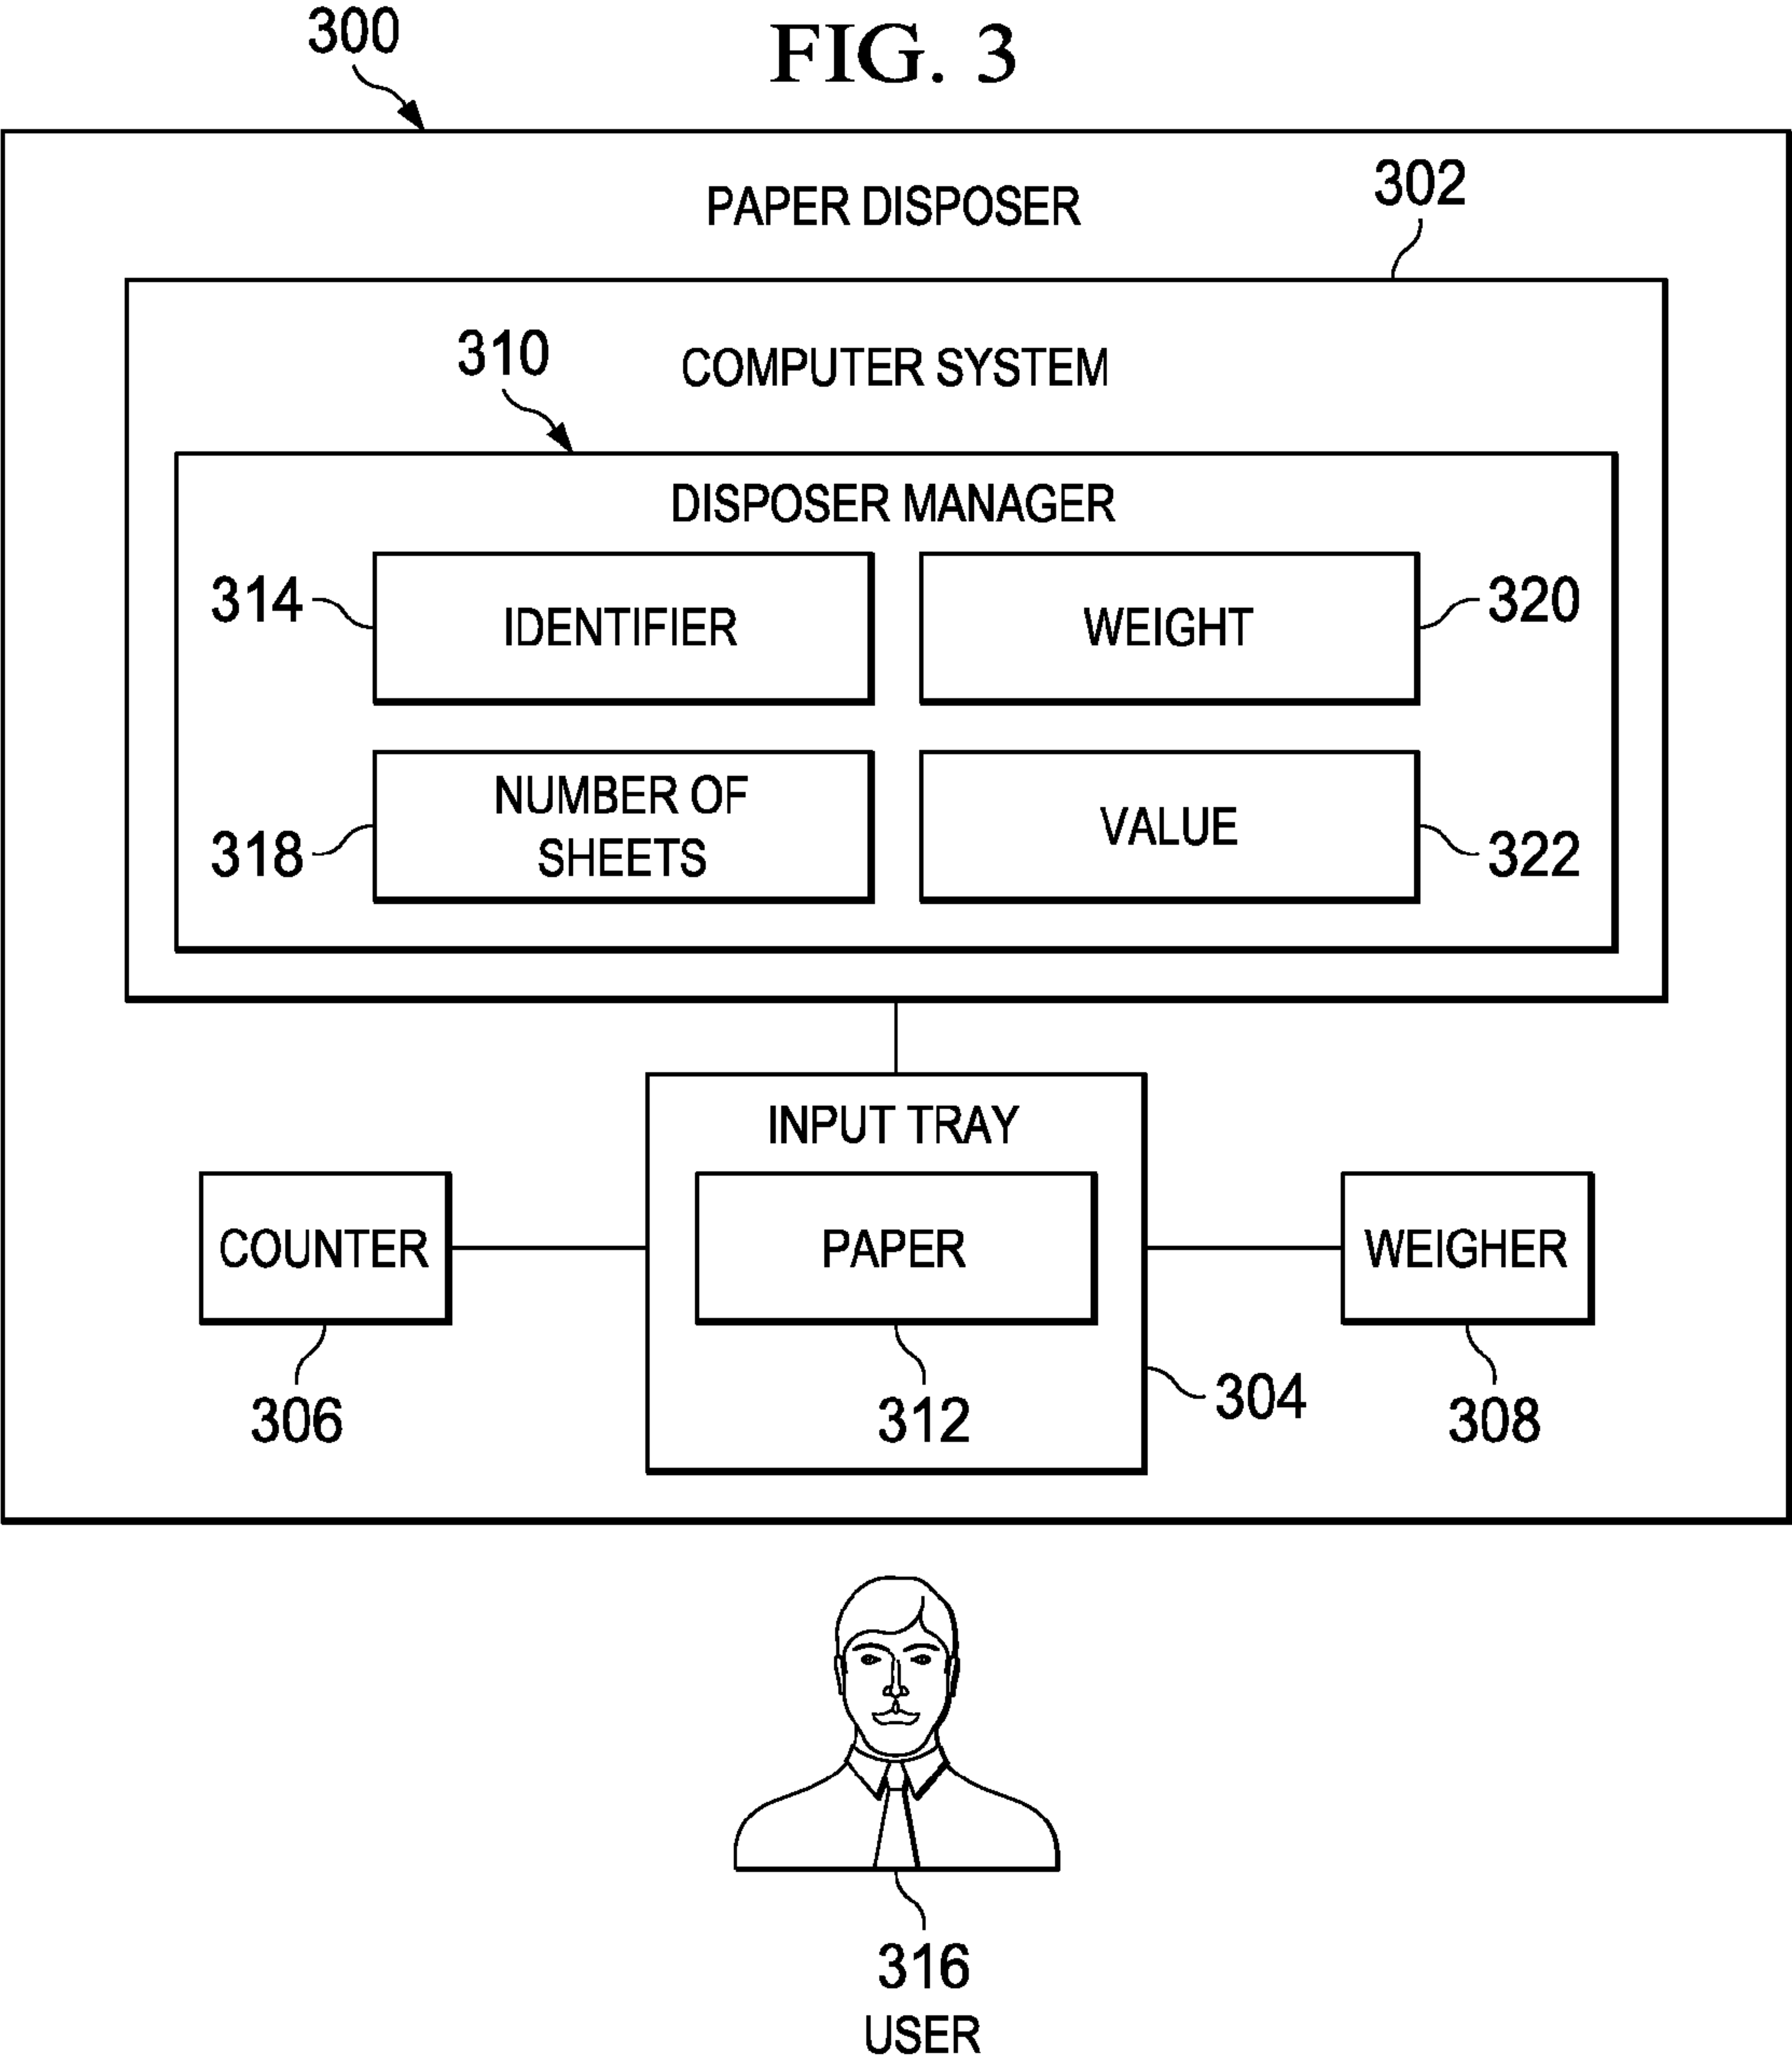 300
FIG. 3
PAPER DISPOSER
302
310
COMPUTER SYSTEM
DISPOSER MANAGER
314
IDENTIFIER
WEIGHT
320
318
NUMBER OF
SHEETS
VALUE
322
INPUT TRAY
COUNTER
PAPER
WEIGHER
306
312
304
308
316
USER